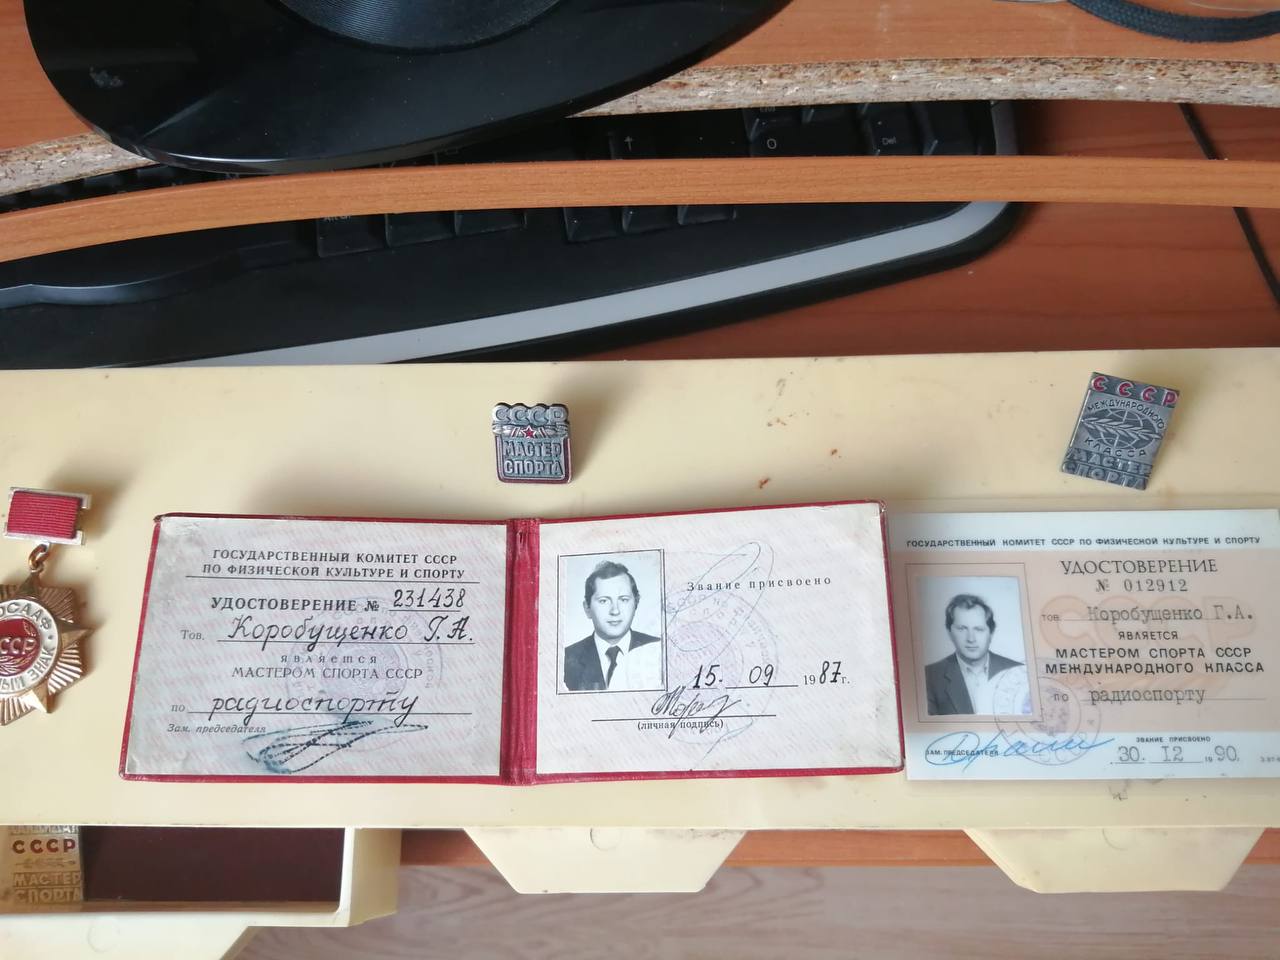 Del
СССР
МАСТЕР
СПОРТА
СССР
МЕЖДУНАРОДНОГО
КЛАССА
МАСТЕР
СПОРТА
ОСААФ
СССР
ЗНАК
ГОСУДАРСТВЕННЫЙ КОМИТЕТ СССР
ПО ФИЗИЧЕСКОЙ КУЛЬТУРЕ И СПОРТУ
УДОСТОВЕРЕНИЕ № 231438
Тов. Коробущенко Г.А.
является
МАСТЕРОМ СПОРТА СССР
по радиоспорту
Зам. председателя
Звание присвоено
15. 09 1987г.
(личная подпись)
ГОСУДАРСТВЕННЫЙ КОМИТЕТ СССР ПО ФИЗИЧЕСКОЙ КУЛЬТУРЕ И СПОРТУ
УДОСТОВЕРЕНИЕ
№ 012912
тов. Коробущенко Г.А.
ЯВЛЯЕТСЯ
МАСТЕРОМ СПОРТА СССР
МЕЖДУНАРОДНОГО КЛАССА
по радиоспорту
ЗВАНИЕ ПРИСВОЕНО
ЗАМ. ПРЕДСЕДАТЕЛЯ 30. 12 1990.
СССР
МАСТЕР
СПОРТА